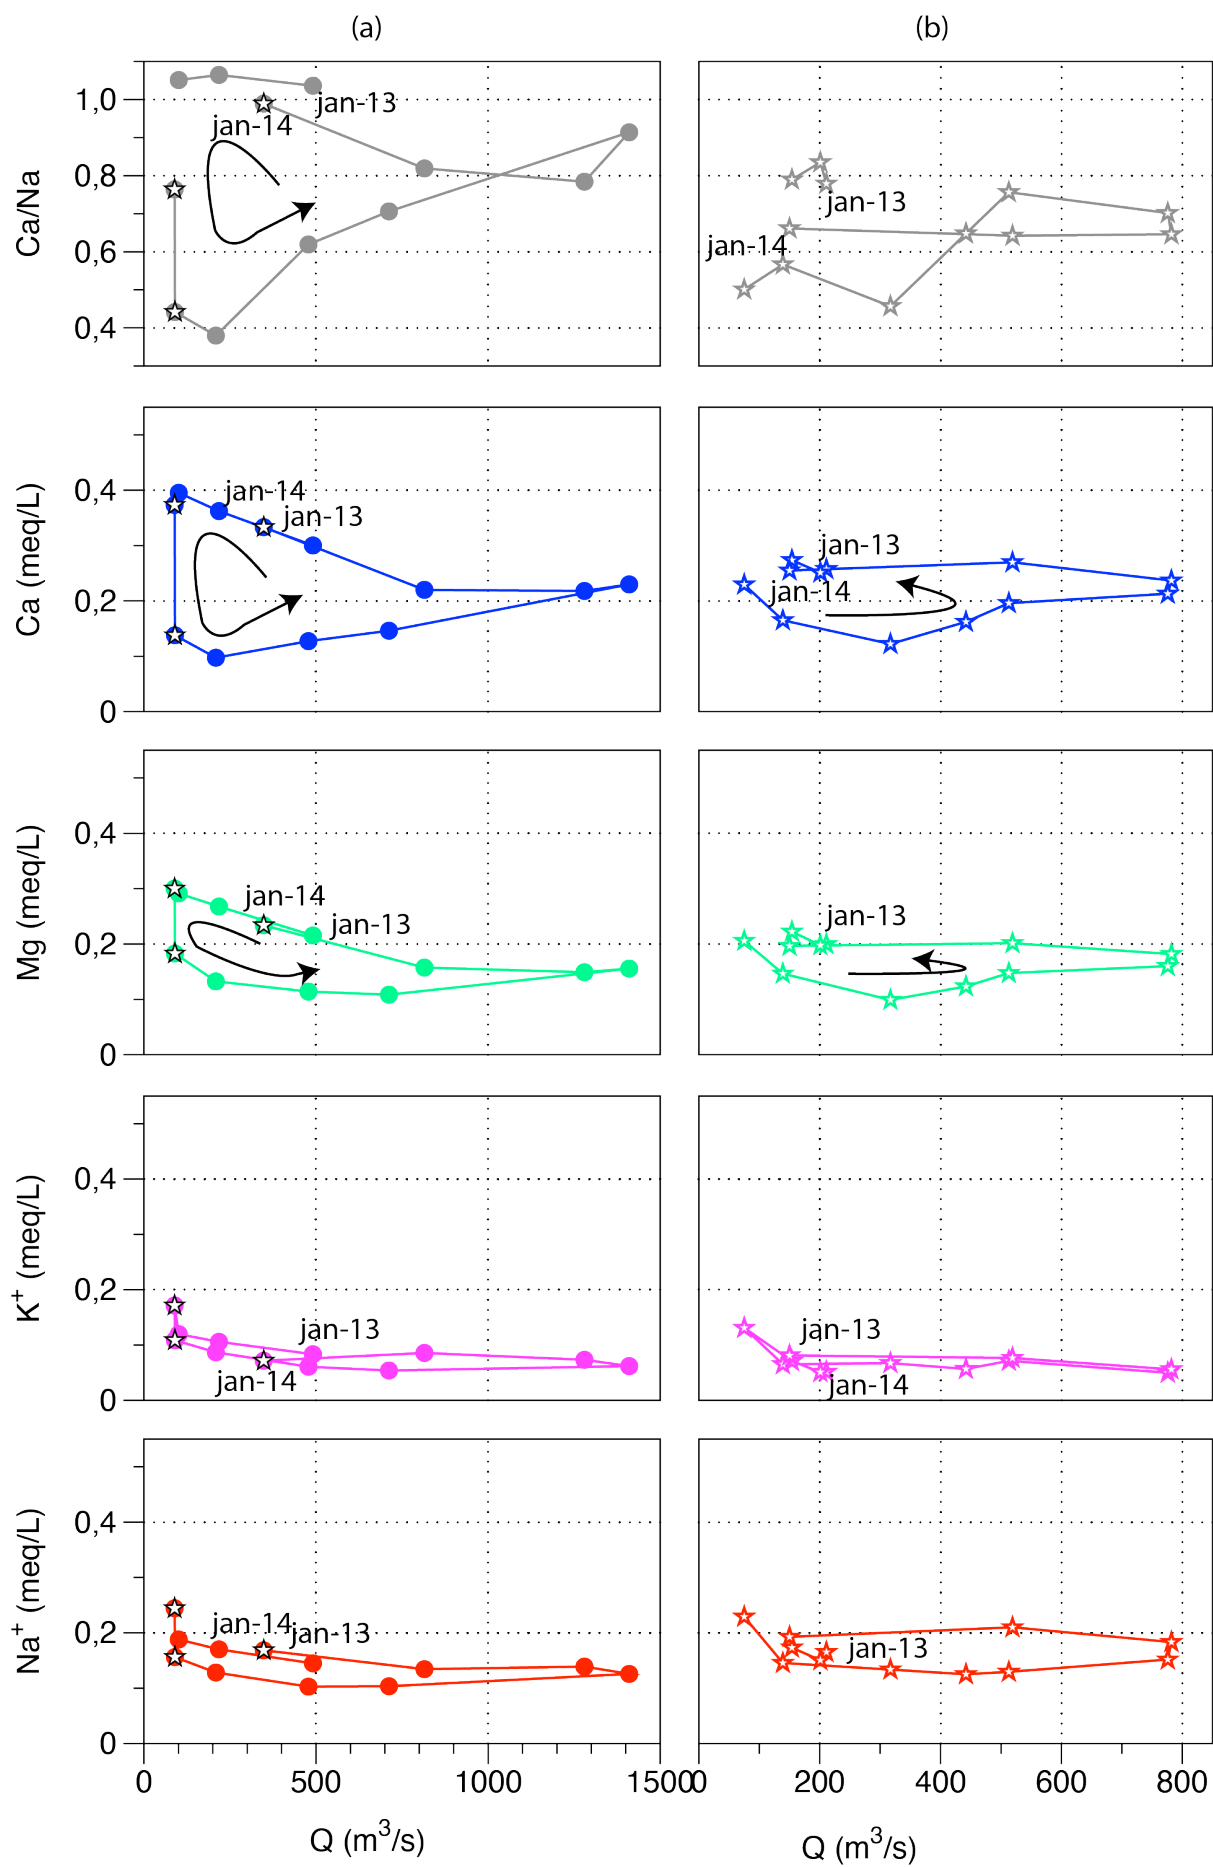 (a) (b)
Ca/Na
1,0
0,8
0,6
0,4
jan-13
jan-14
jan-13
jan-14
Ca (meq/L)
0,4
0,2
0
jan-14
jan-13
jan-13
jan-14
Mg (meq/L)
0,4
0,2
0
jan-14
jan-13
jan-13
K⁺ (meq/L)
0,4
0,2
0
jan-13
jan-14
jan-13
jan-14
Na⁺ (meq/L)
0,4
0,2
0
jan-14
jan-13
jan-13
0 500 1000 1500 0 200 400 600 800
Q (m³/s) Q (m³/s)